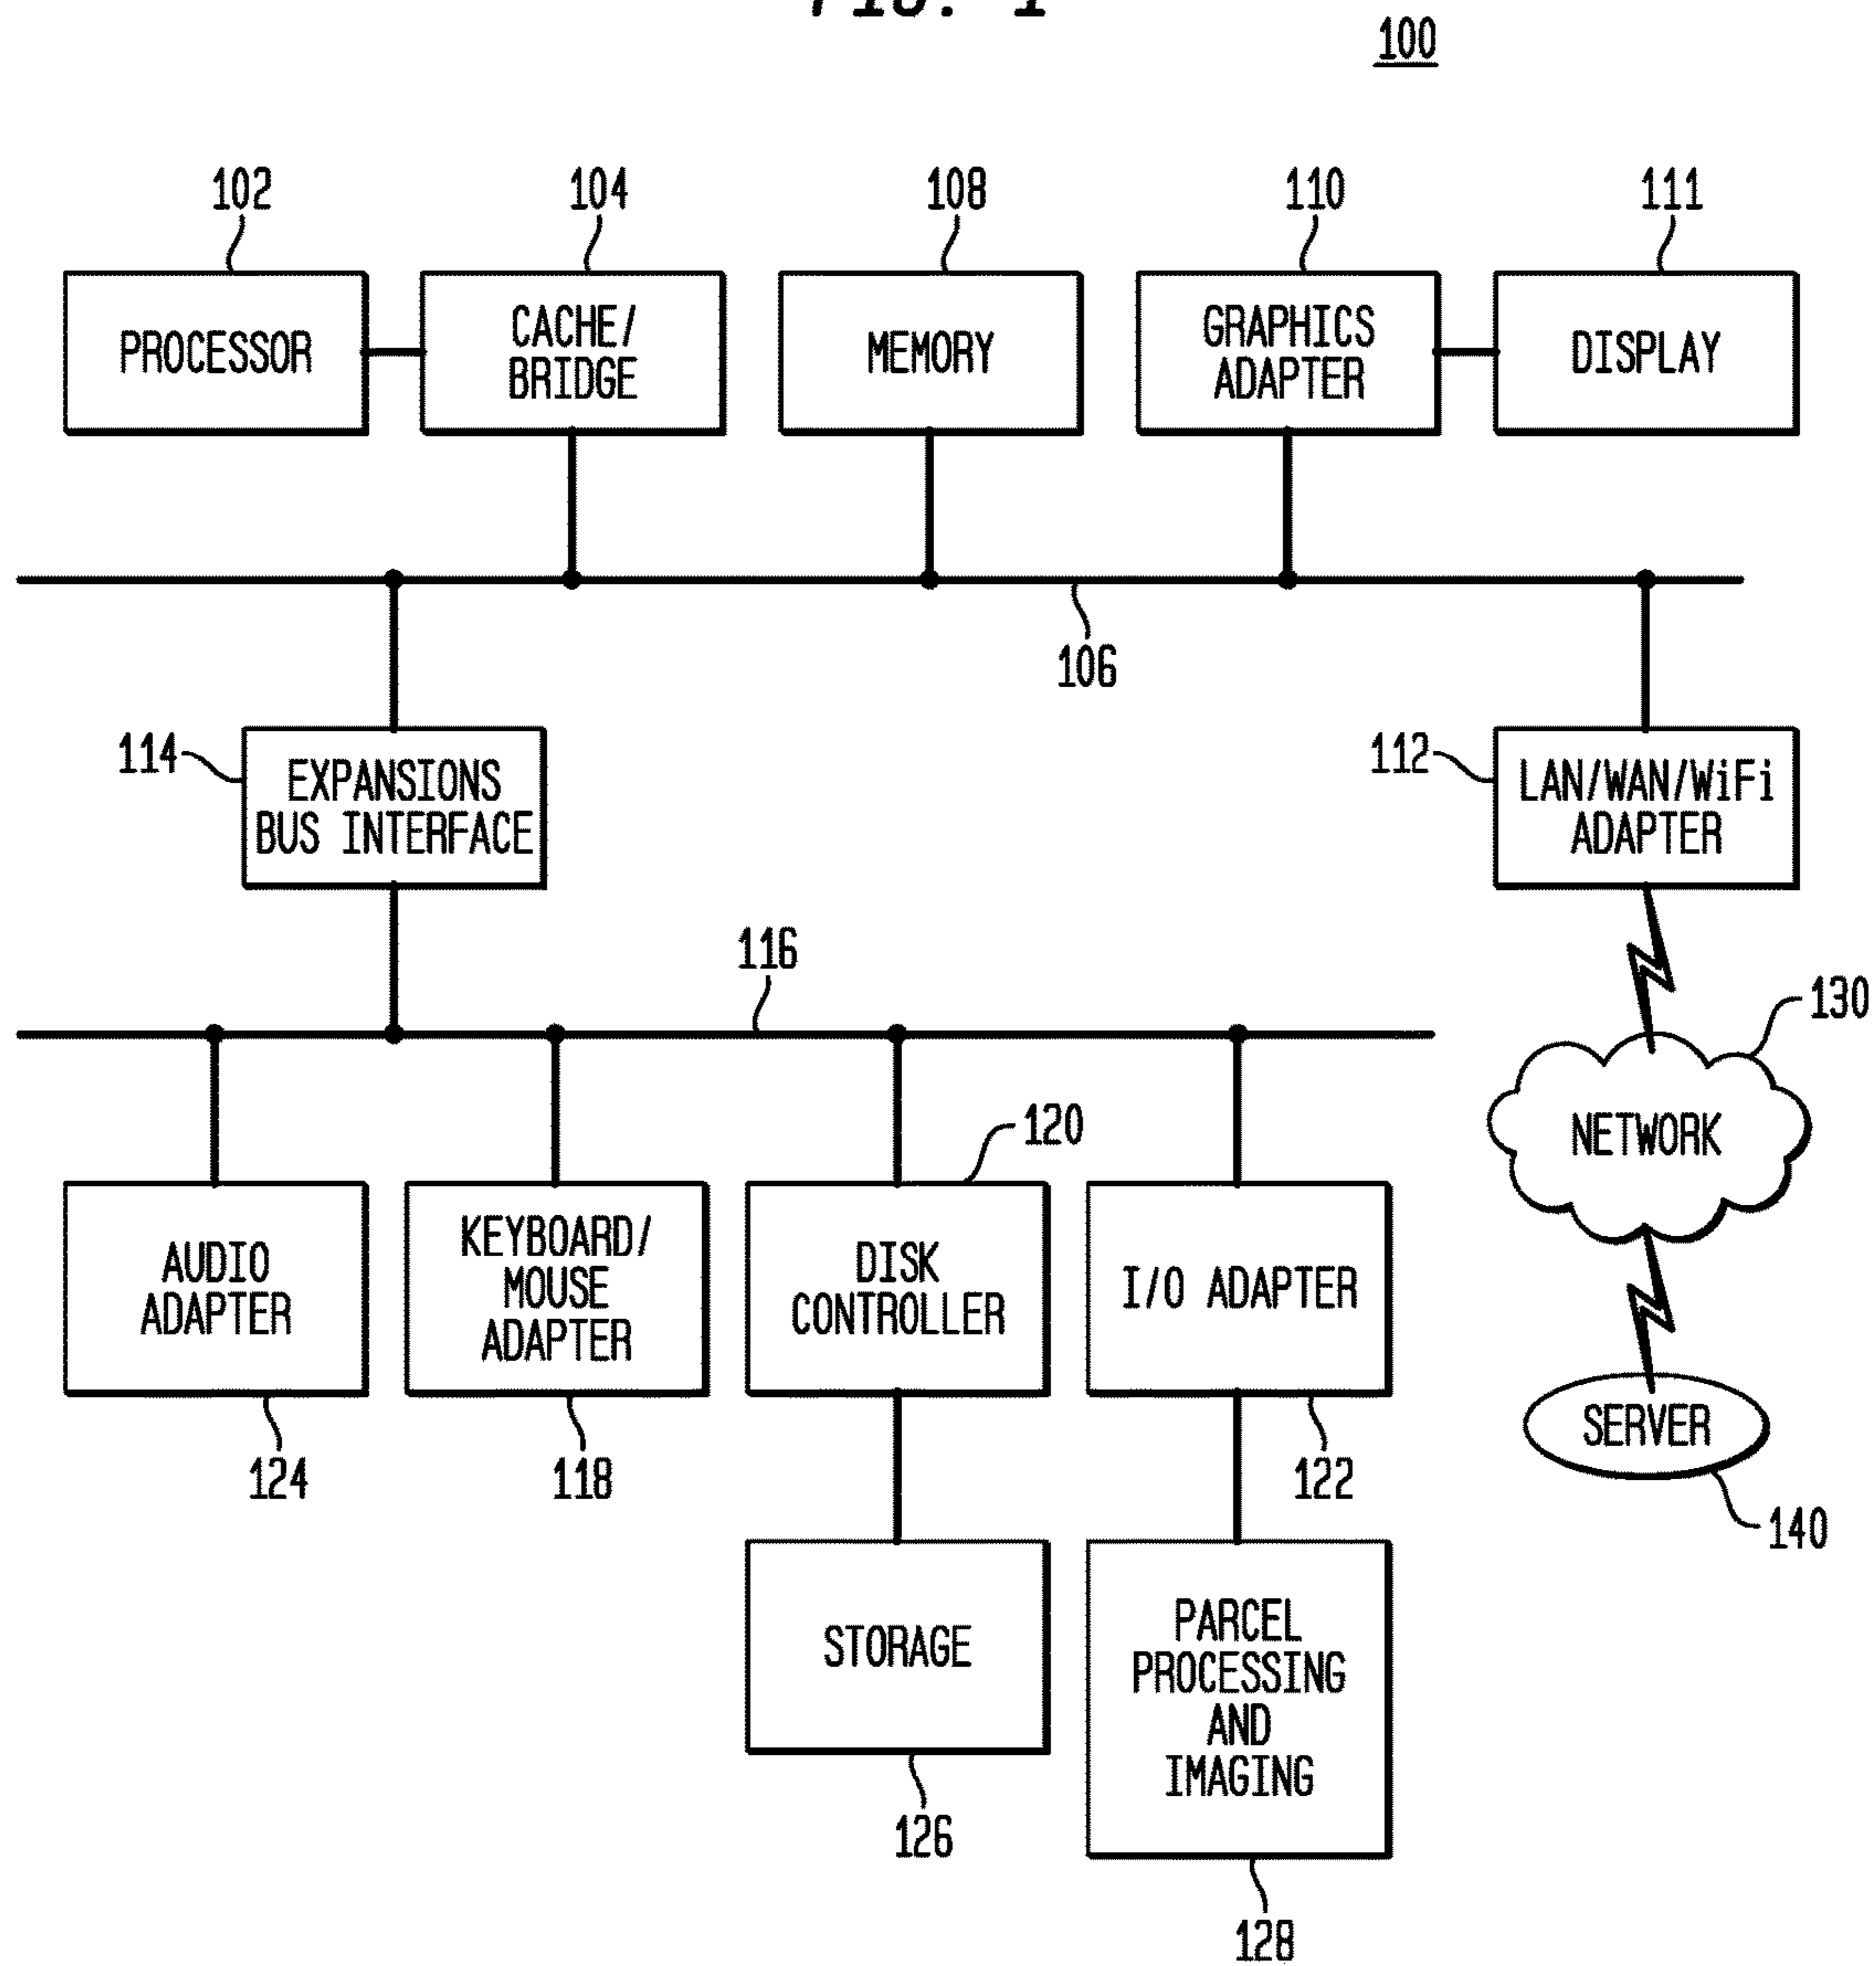 FIG. 1
100
102
104
108
110
111
PROCESSOR
CACHE/
BRIDGE
MEMORY
GRAPHICS
ADAPTER
DISPLAY
106
114
EXPANSIONS
BUS INTERFACE
112
LAN/WAN/WiFi
ADAPTER
116
130
NETWORK
120
AUDIO
ADAPTER
KEYBOARD/
MOUSE
ADAPTER
DISK
CONTROLLER
I/O ADAPTER
124
118
122
SERVER
140
STORAGE
PARCEL
PROCESSING
AND
IMAGING
126
128